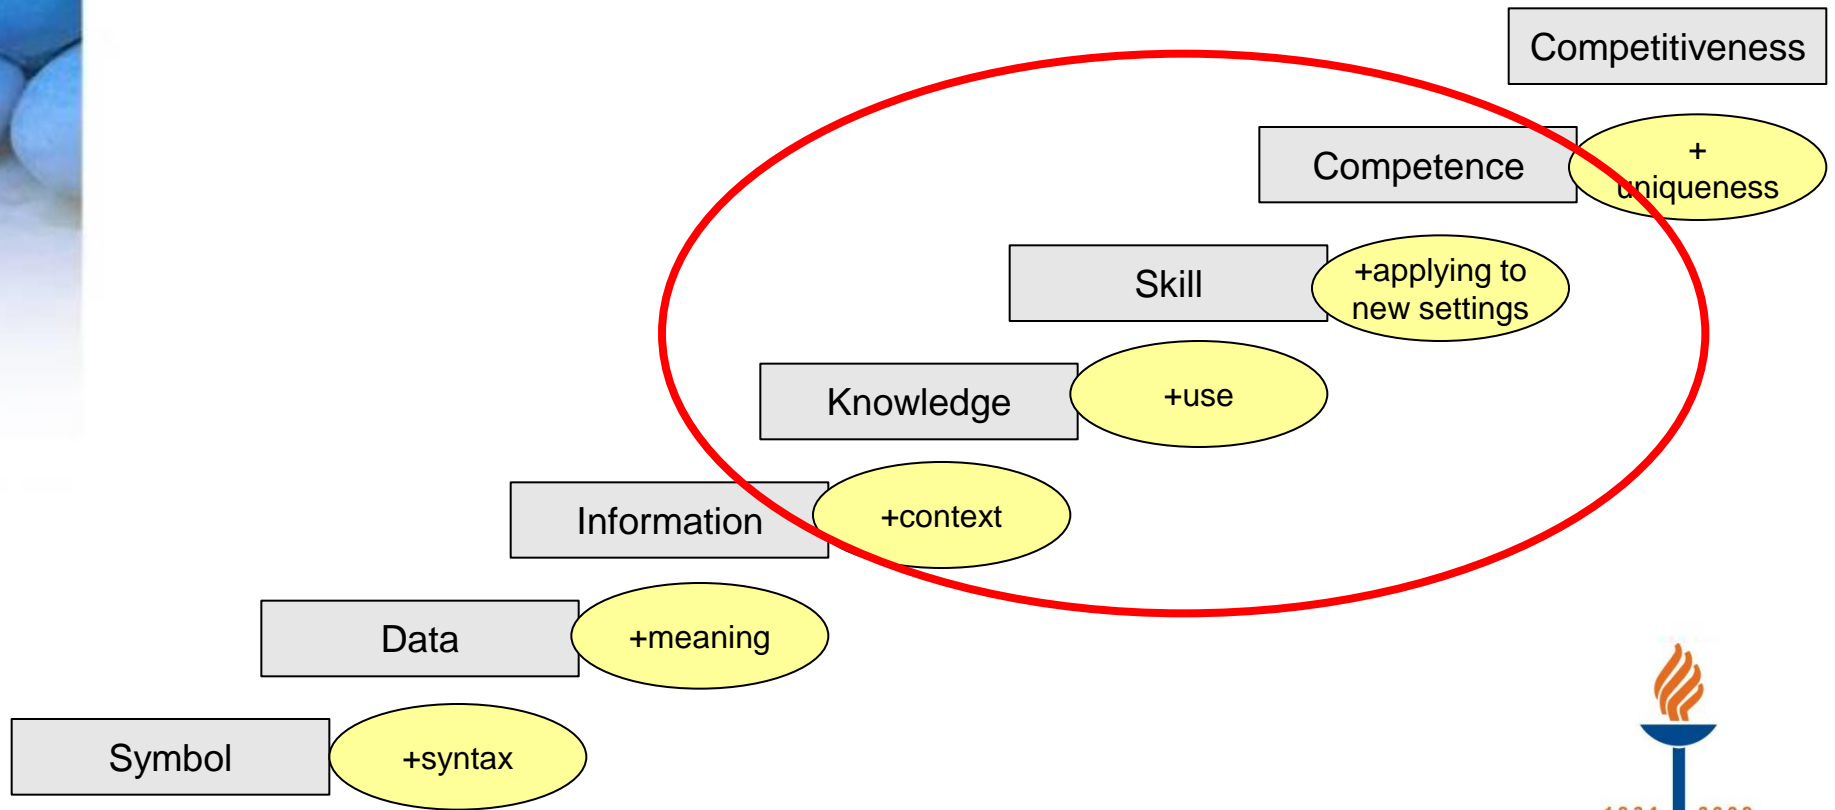 Competitiveness
Competence
+
uniqueness
Skill
+applying to
new settings
Knowledge
+use
Information
+context
Data
+meaning
Symbol
+syntax